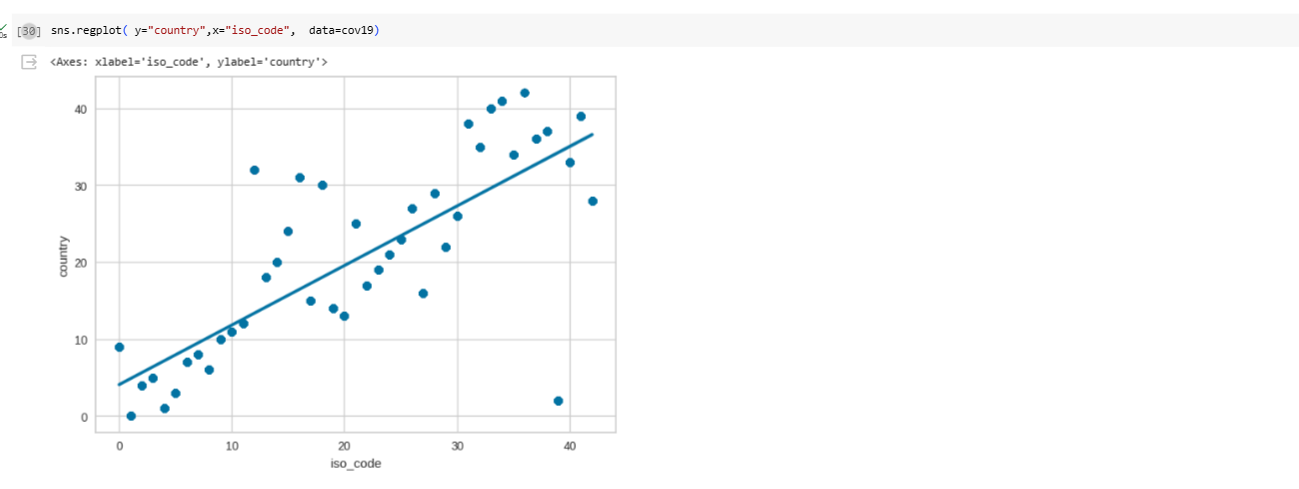 [30] sns.regplot( y="country",x="iso_code",  data=cov19)
0s
<Axes: xlabel='iso_code', ylabel='country'>
40
30
20
10
0
country
0 10 20 30 40
iso_code